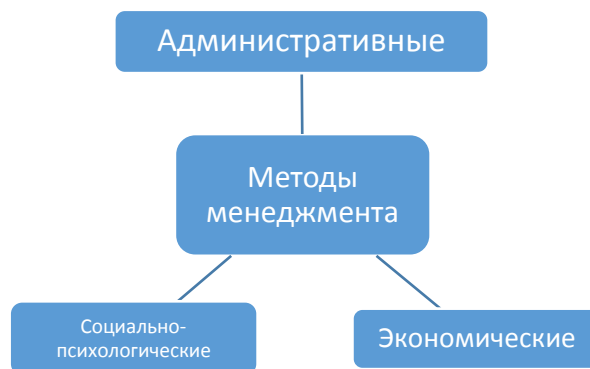 Административные
Методы
менеджмента
Социально-
психологические
Экономические